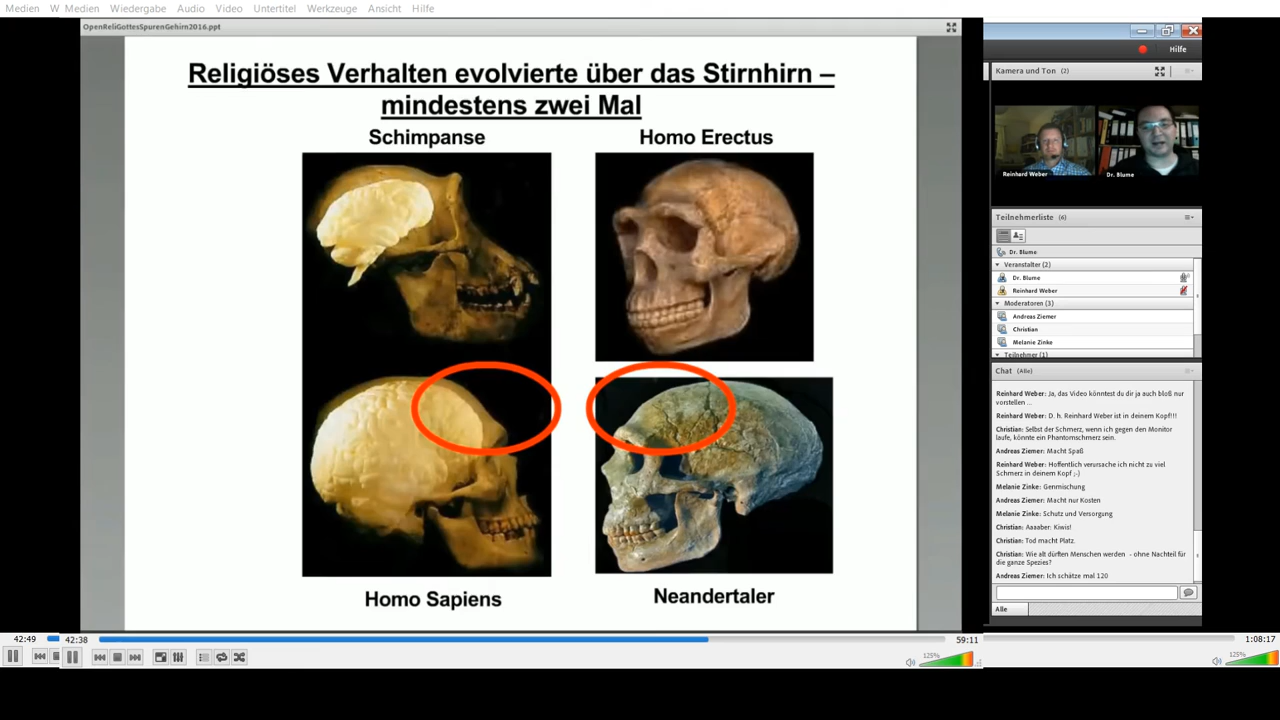 Medien W Medien Wiedergabe Audio Video Untertitel Werkzeuge Ansicht Hilfe
OpenReliGottesSpurenGehirn2016.ppt
Religiöses Verhalten evolvierte über das Stirnhirn –
mindestens zwei Mal
Schimpanse
Homo Erectus
Homo Sapiens
Neandertaler
Hilfe
Kamera und Ton (2)
Reinhard Weber
Dr. Blume
Teilnehmerliste (6)
Dr. Blume
Veranstalter (2)
Dr. Blume
Reinhard Weber
Moderatoren (3)
Andreas Ziemer
Christian
Melanie Zinke
Teilnehmer (1)
Chat (Alle)
Reinhard Weber: Ja, das Video könntest du dir ja auch bloß nur
vorstellen ...
Reinhard Weber: D. h. Reinhard Weber ist in deinem Kopf!!!
Christian: Selbst der Schmerz, wenn ich gegen den Monitor
laufe, könnte ein Phantomschmerz sein.
Andreas Ziemer: Macht Spaß
Reinhard Weber: Hoffentlich verursache ich nicht zu viel
Schmerz in deinem Kopf ;-)
Melanie Zinke: Genmischung
Andreas Ziemer: Macht nur Kosten
Melanie Zinke: Schutz und Versorgung
Christian: Aaaaber: Kiwis!
Christian: Tod macht Platz.
Christian: Wie alt dürften Menschen werden - ohne Nachteil für
die ganze Spezies?
Andreas Ziemer: Ich schätze mal 120
Alle
42:49 42:38 59:11 1:08:17
125% 125%